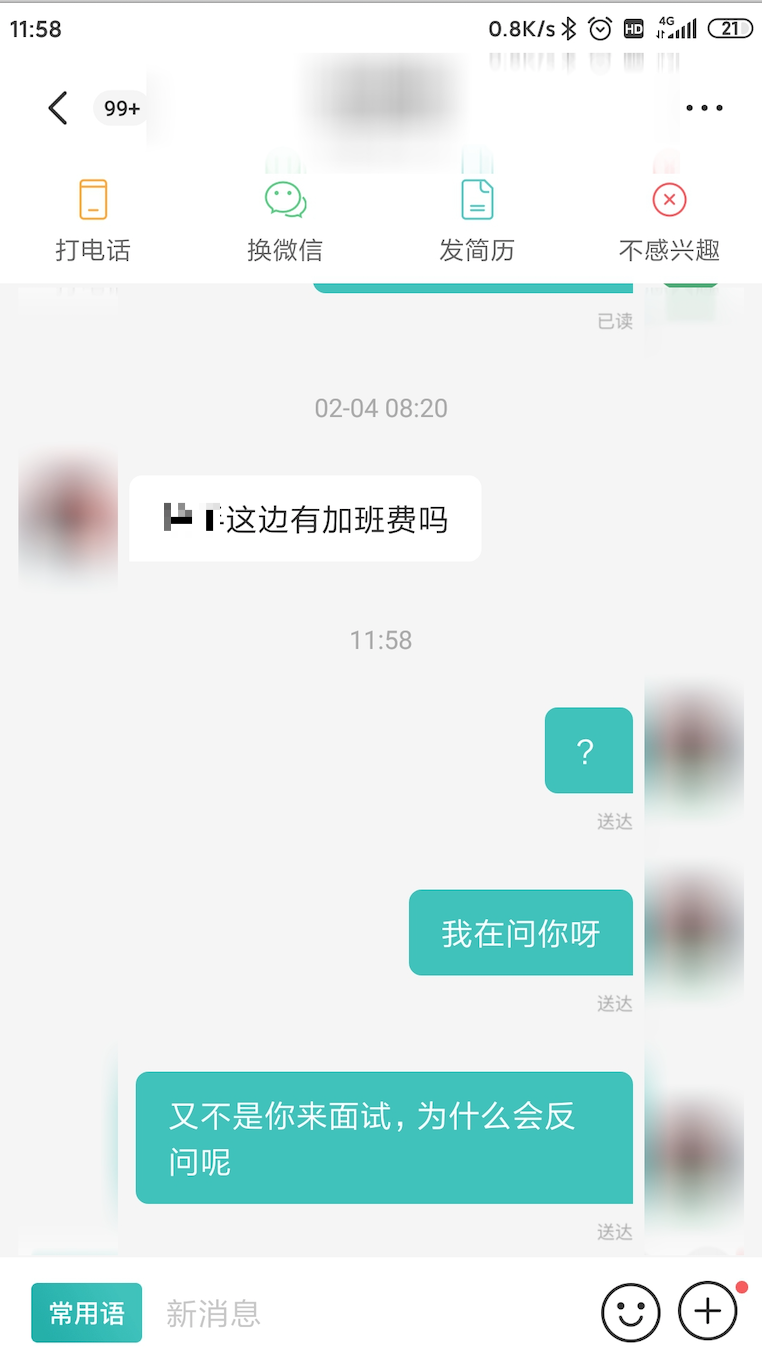 11:58
0.8K/s
HD
4G
21
99+
打电话
换微信
发简历
不感兴趣
已读
02-04 08:20
这边有加班费吗
11:58
?
送达
我在问你呀
送达
又不是你来面试，为什么会反
问呢
送达
常用语
新消息